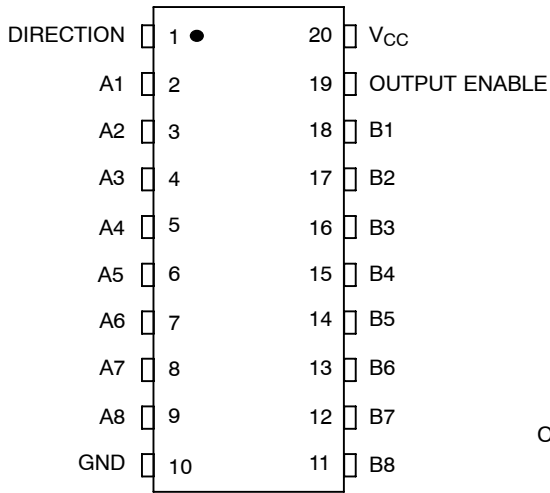 DIRECTION 1 20 VCC
A1 2 19 OUTPUT ENABLE
A2 3 18 B1
A3 4 17 B2
A4 5 16 B3
A5 6 15 B4
A6 7 14 B5
A7 8 13 B6
A8 9 12 B7
GND 10 11 B8